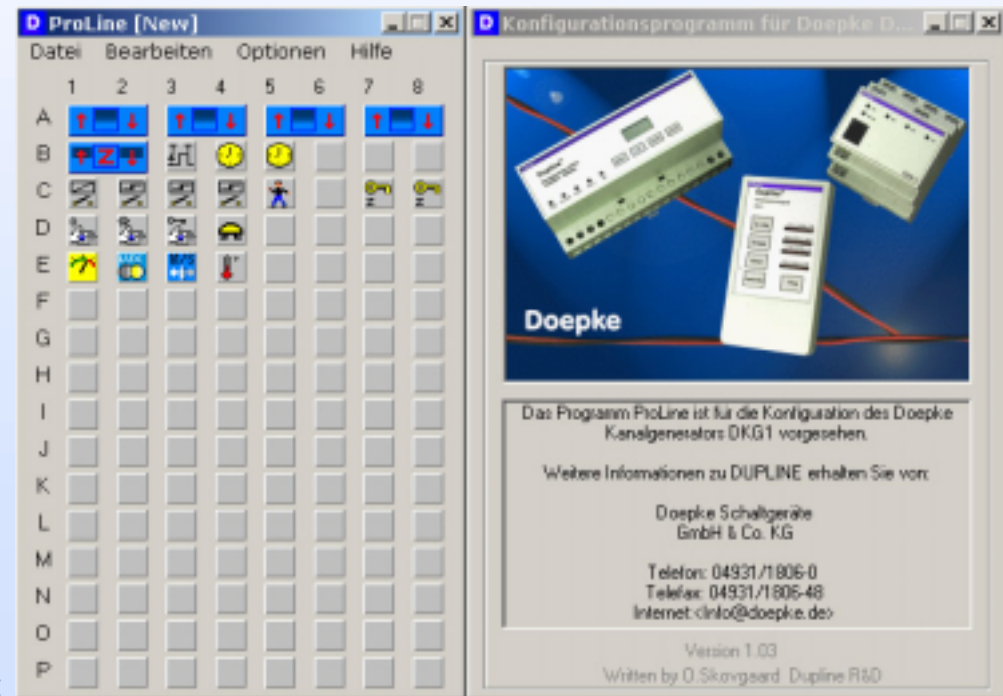 ProLine [New]
Datei Bearbeiten Optionen Hilfe
1 2 3 4 5 6 7 8
A
B
Z
C
Z Z
D
E
M/S
F
G
H
I
J
K
L
M
N
O
P
Konfigurationsprogramm für Doepke D...
Dupline
Dupline
Doepke
Das Programm ProLine ist für die Konfiguration des Doepke
Kanalgenerators DKG1 vorgesehen.
Weitere Informationen zu DUPLINE erhalten Sie von:
Doepke Schaltgeräte
GmbH & Co. KG
Telefon: 04931/1806-0
Telefax: 04931/1806-48
Internet <Info@doepke.de>
Version 1.03
Written by O.Skovgaard Dupline R&D